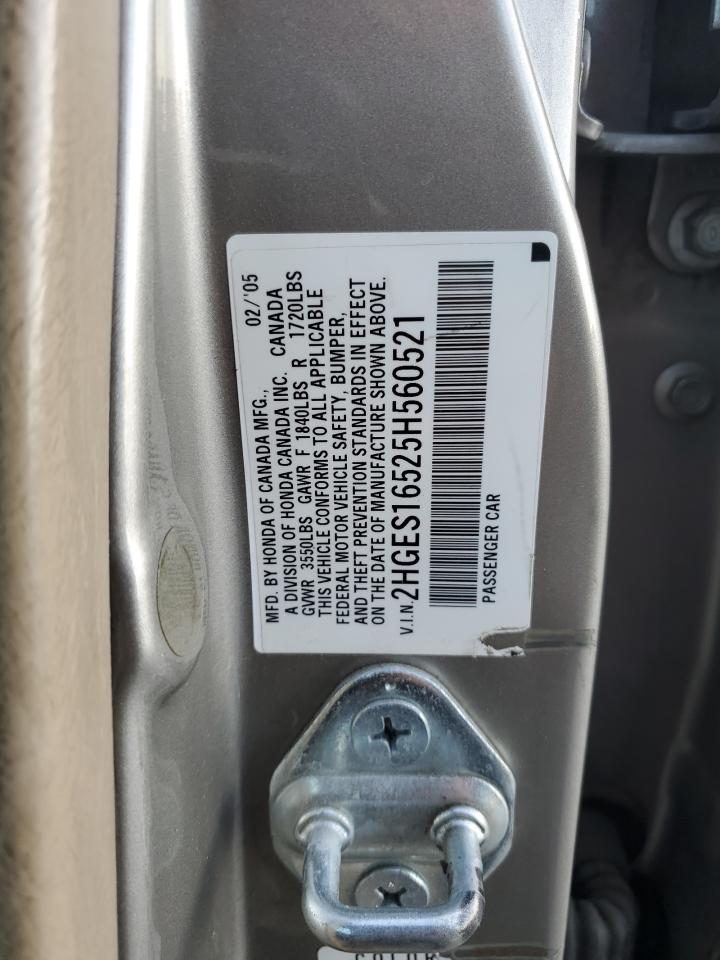 MFD. BY HONDA OF CANADA MFG., 02/'05
A DIVISION OF HONDA CANADA INC. CANADA
GVWR 3550LBS GAWR F 1840LBS R 1720LBS
THIS VEHICLE CONFORMS TO ALL APPLICABLE
FEDERAL MOTOR VEHICLE SAFETY, BUMPER,
AND THEFT PREVENTION STANDARDS IN EFFECT
ON THE DATE OF MANUFACTURE SHOWN ABOVE.
V.I.N. 2HGES16525H560521
PASSENGER CAR
COLOR